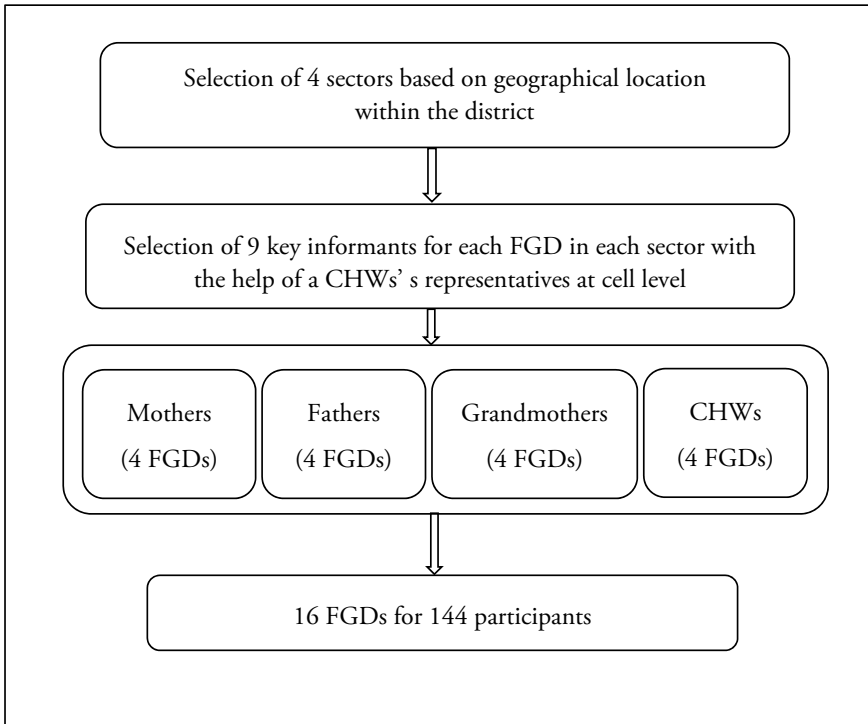 Selection of 4 sectors based on geographical location
within the district
Selection of 9 key informants for each FGD in each sector with
the help of a CHWs’ s representatives at cell level
Mothers
(4 FGDs)
Fathers
(4 FGDs)
Grandmothers
(4 FGDs)
CHWs
(4 FGDs)
16 FGDs for 144 participants